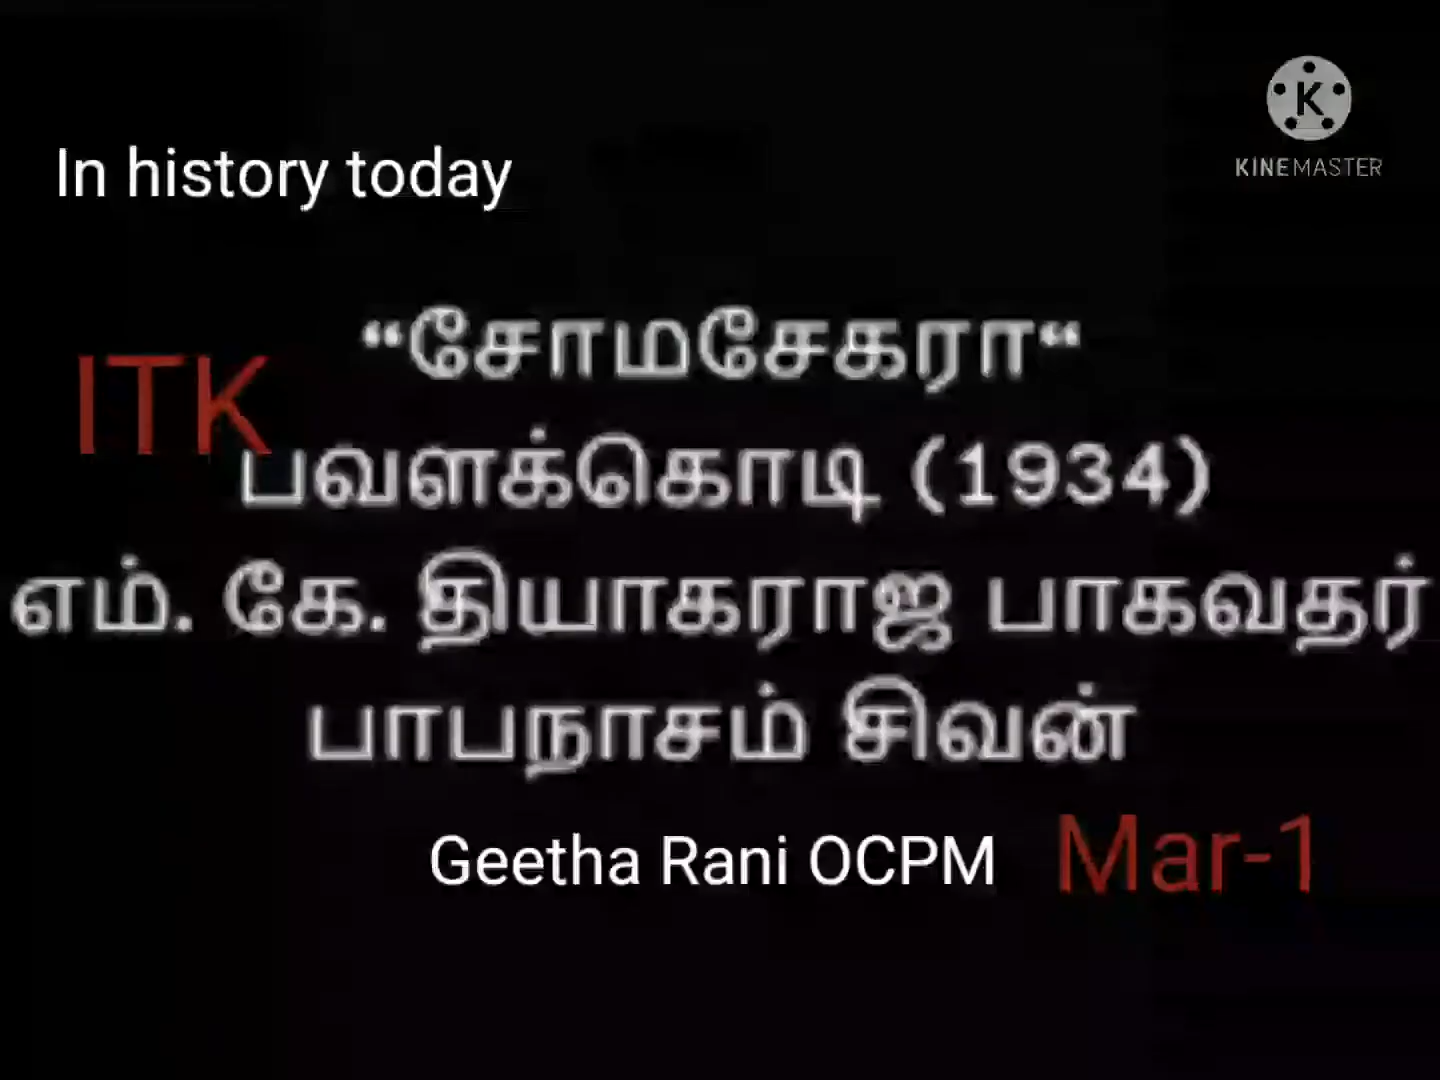 KINEMASTER
In history today
"சோமசேகரா"
ITK
பவளக்கொடி (1934)
எம். கே. தியாகராஜ பாகவதர்
பாபநாசம் சிவன்
Geetha Rani OCPM
Mar-1